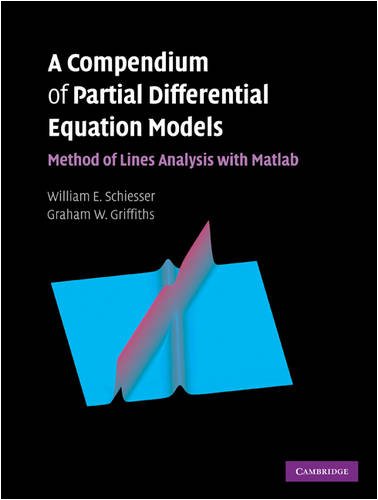 A Compendium
of Partial Differential
Equation Models
Method of Lines Analysis with Matlab
William E. Schiesser
Graham W. Griffiths
CAMBRIDGE